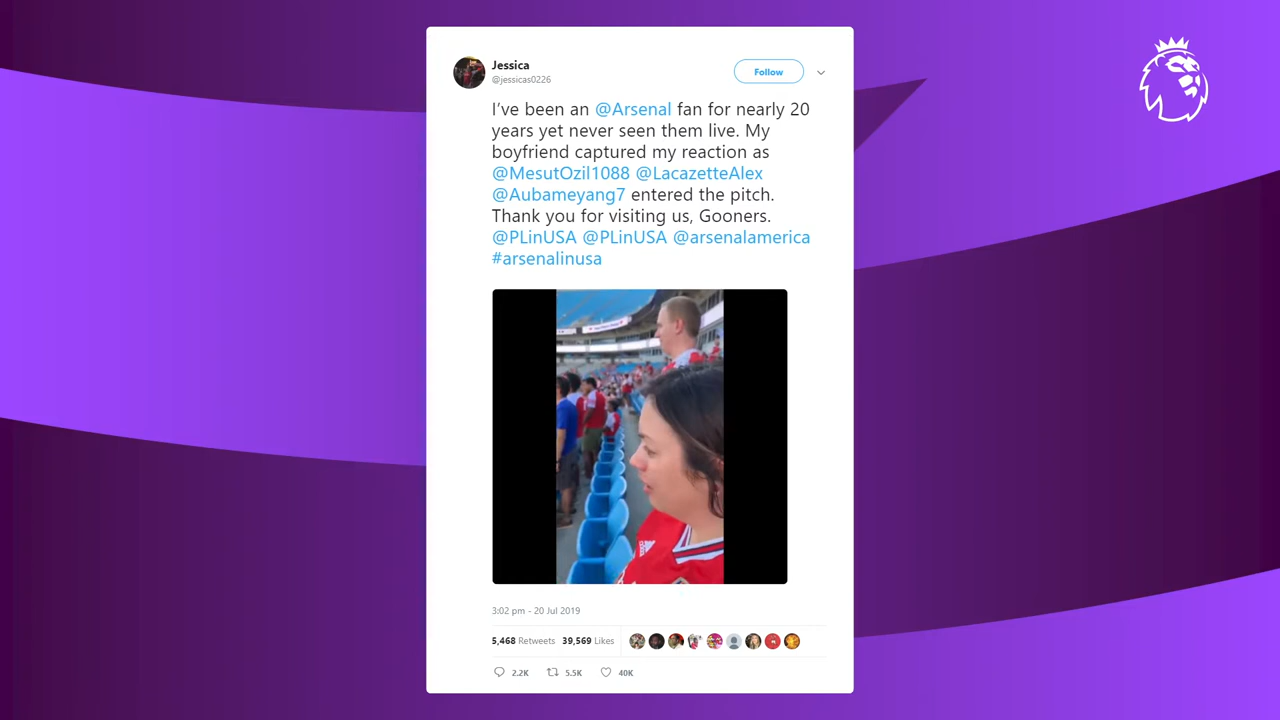 Jessica
@jessicas0226
Follow
I've been an @Arsenal fan for nearly 20
years yet never seen them live. My
boyfriend captured my reaction as
@MesutOzil1088 @LacazetteAlex
@Aubameyang7 entered the pitch.
Thank you for visiting us, Gooners.
@PLinUSA @PLinUSA @arsenalamerica
#arsenalinusa
3:02 pm - 20 Jul 2019
5,468 Retweets 39,569 Likes
2.2K 5.5K 40K